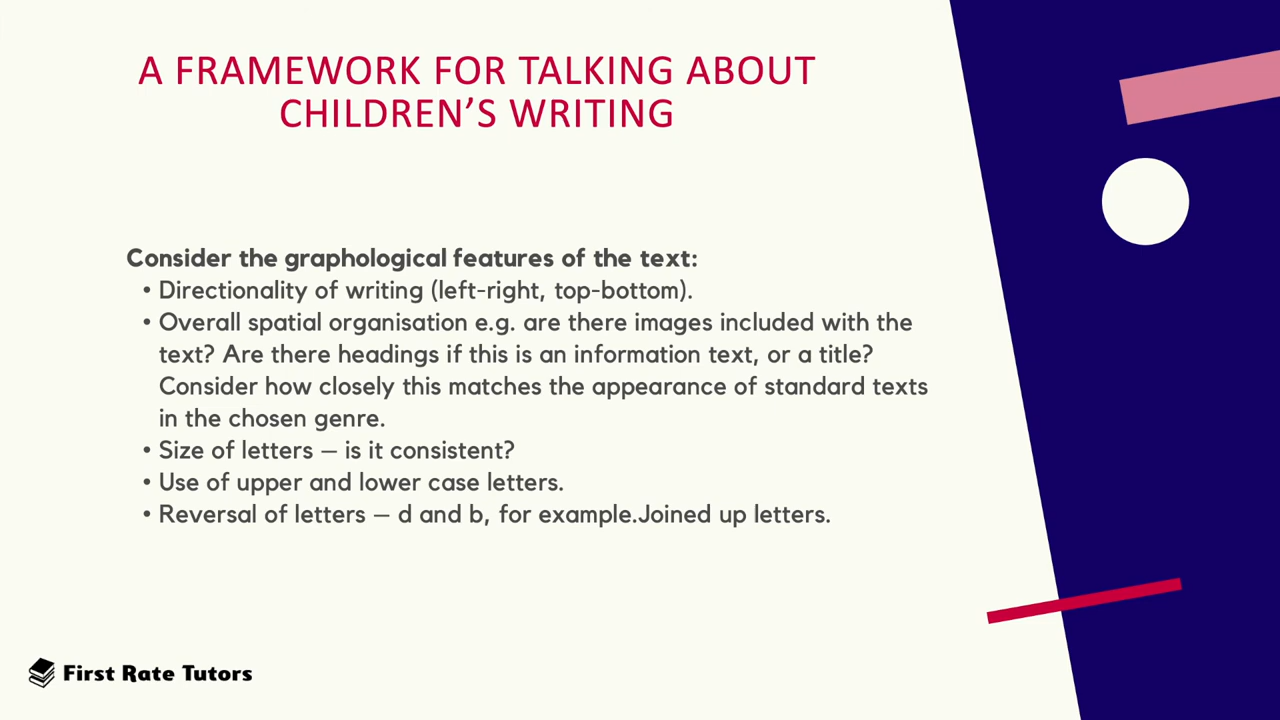 A FRAMEWORK FOR TALKING ABOUT
CHILDREN’S WRITING
Consider the graphological features of the text:
• Directionality of writing (left-right, top-bottom).
• Overall spatial organisation e.g. are there images included with the
text? Are there headings if this is an information text, or a title?
Consider how closely this matches the appearance of standard texts
in the chosen genre.
• Size of letters – is it consistent?
• Use of upper and lower case letters.
• Reversal of letters – d and b, for example.Joined up letters.
First Rate Tutors